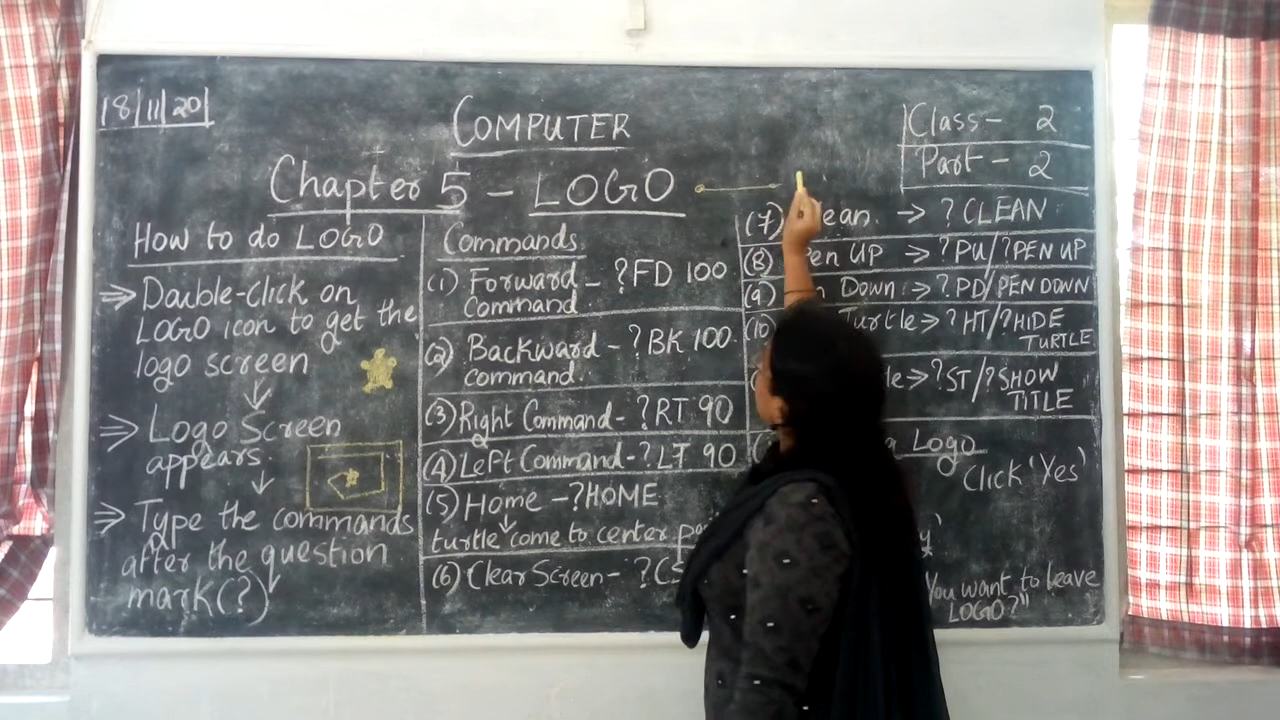 18/11/20
COMPUTER
Class - 2
Part - 2
Chapter 5 - LOGO
How to do LOGO
⇒ Double-click on
LOGO icon to get the
logo screen
↓
⇒ Logo Screen
appears.
↓
⇒ Type the commands
after the question
mark(?)
Commands
(1) Forward - ?FD 100
Command
(2) Backward - ?BK 100
command.
(3) Right Command - ?RT 90
(4) Left Command - ?LT 90
(5) Home - ?HOME
↓
turtle come to center
(6) Clear Screen - ?CS
(7) ean → ?CLEAN
(8) Pen UP → ?PU/?PEN UP
(9) n Down → ?PD/PEN DOWN
(10) Turtle → ?HT/?HIDE
TURTLE
le → ?ST/?SHOW
TITLE
a Logo
Click 'Yes'
You want to leave
LOGO?"